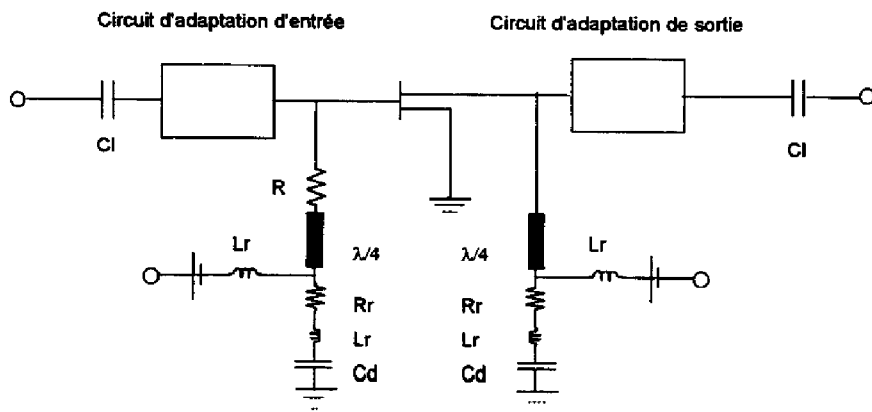 Circuit d'adaptation d'entrée
Circuit d'adaptation de sortie
Cl
Cl
R
Lr
λ/4
λ/4
Lr
Rr
Rr
Lr
Lr
Cd
Cd